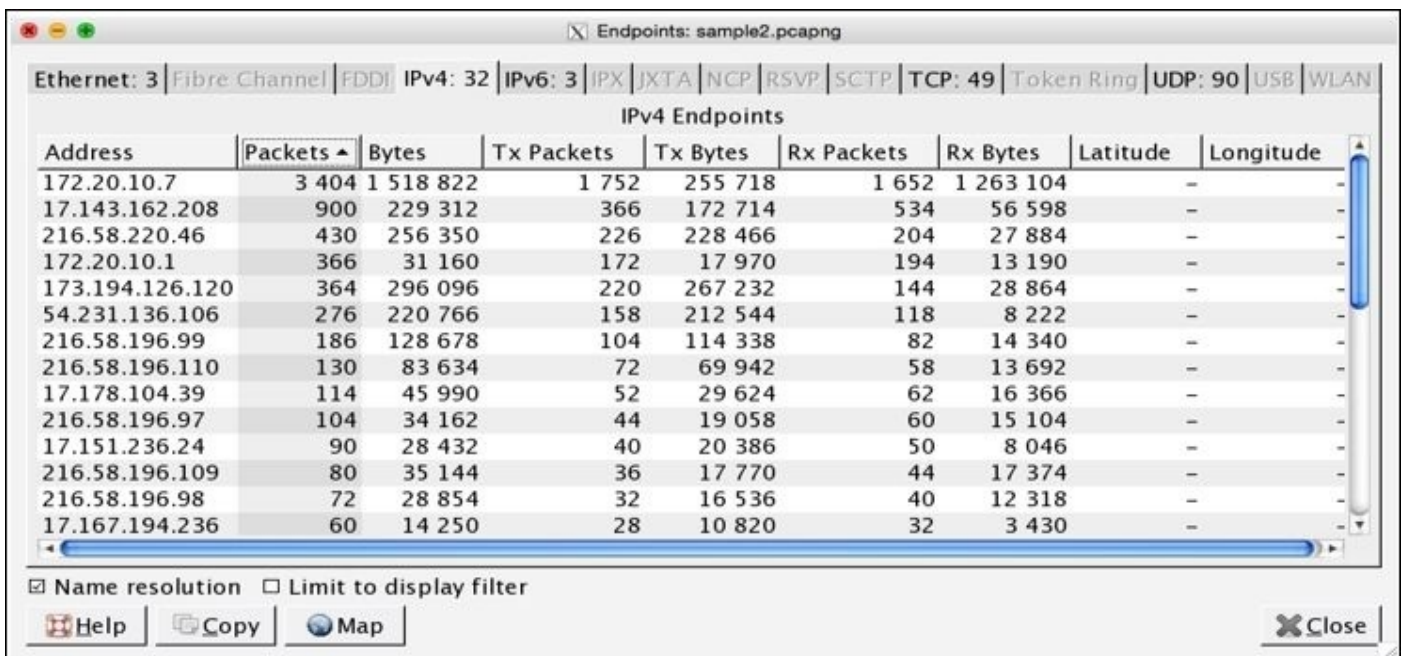 Endpoints: sample2.pcapng
Ethernet: 3 Fibre Channel FDDI IPv4: 32 IPv6: 3 IPX JXTA NCP RSVP SCTP TCP: 49 Token Ring UDP: 90 USB WLAN
IPv4 Endpoints
Address Packets Bytes Tx Packets Tx Bytes Rx Packets Rx Bytes Latitude Longitude
172.20.10.7 3 404 1 518 822 1 752 255 718 1 652 1 263 104 – -
17.143.162.208 900 229 312 366 172 714 534 56 598 – -
216.58.220.46 430 256 350 226 228 466 204 27 884 – -
172.20.10.1 366 31 160 172 17 970 194 13 190 – -
173.194.126.120 364 296 096 220 267 232 144 28 864 – -
54.231.136.106 276 220 766 158 212 544 118 8 222 – -
216.58.196.99 186 128 678 104 114 338 82 14 340 – -
216.58.196.110 130 83 634 72 69 942 58 13 692 – -
17.178.104.39 114 45 990 52 29 624 62 16 366 – -
216.58.196.97 104 34 162 44 19 058 60 15 104 – -
17.151.236.24 90 28 432 40 20 386 50 8 046 – -
216.58.196.109 80 35 144 36 17 770 44 17 374 – -
216.58.196.98 72 28 854 32 16 536 40 12 318 – -
17.167.194.236 60 14 250 28 10 820 32 3 430 – -
Name resolution Limit to display filter
Help Copy Map Close